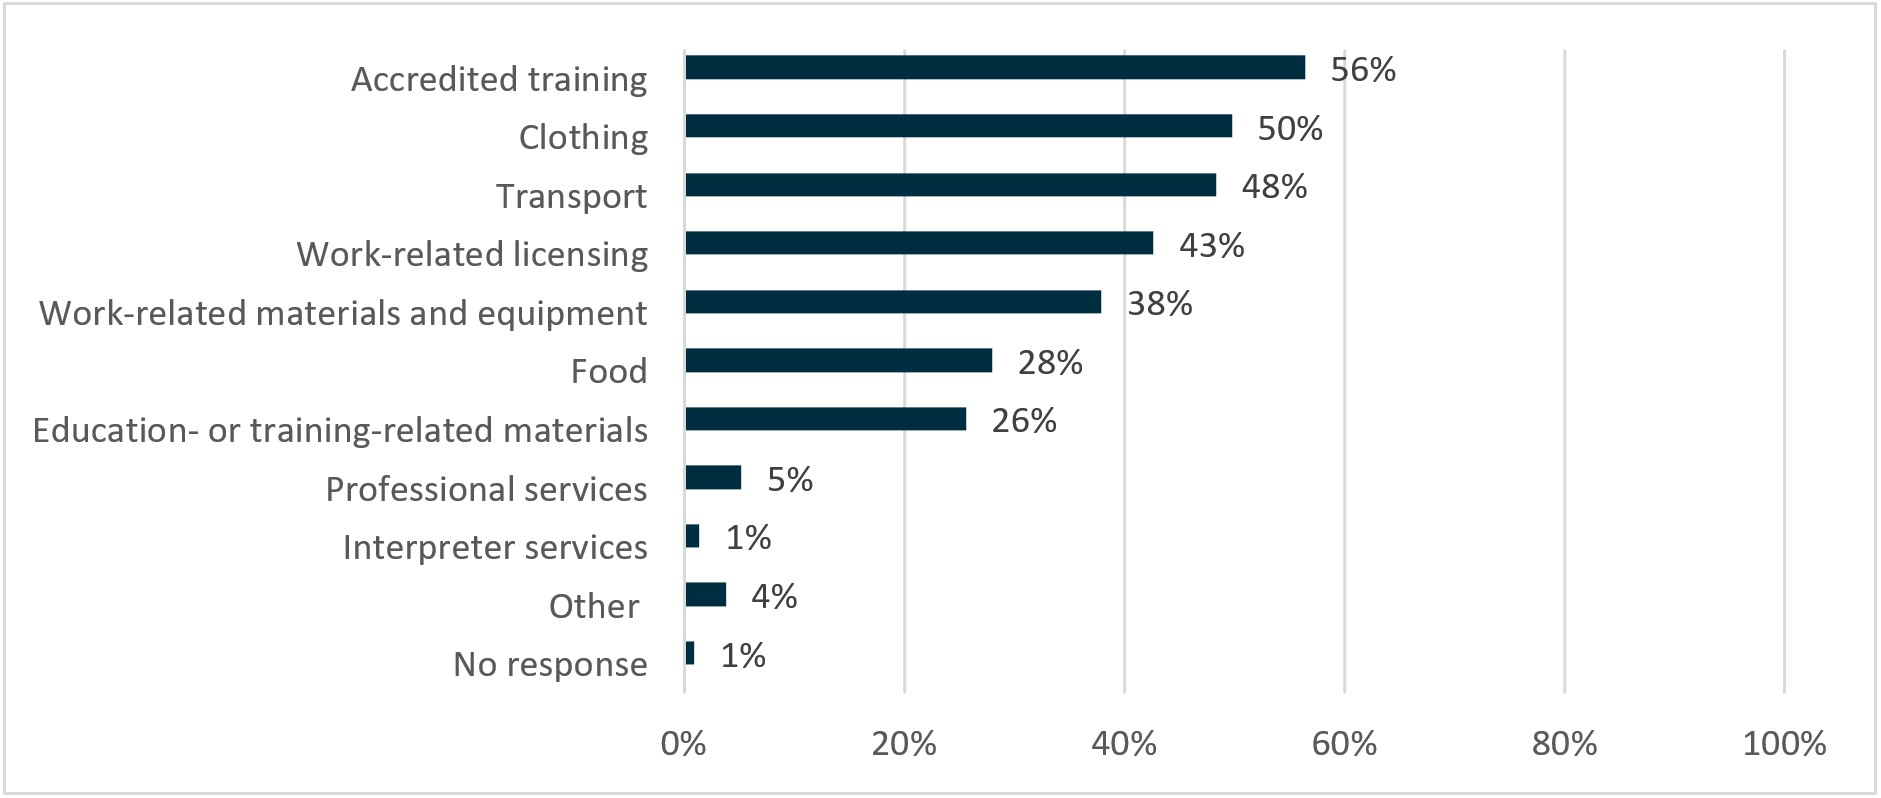 Accredited training 56%
Clothing 50%
Transport 48%
Work-related licensing 43%
Work-related materials and equipment 38%
Food 28%
Education- or training-related materials 26%
Professional services 5%
Interpreter services 1%
Other 4%
No response 1%
0% 20% 40% 60% 80% 100%